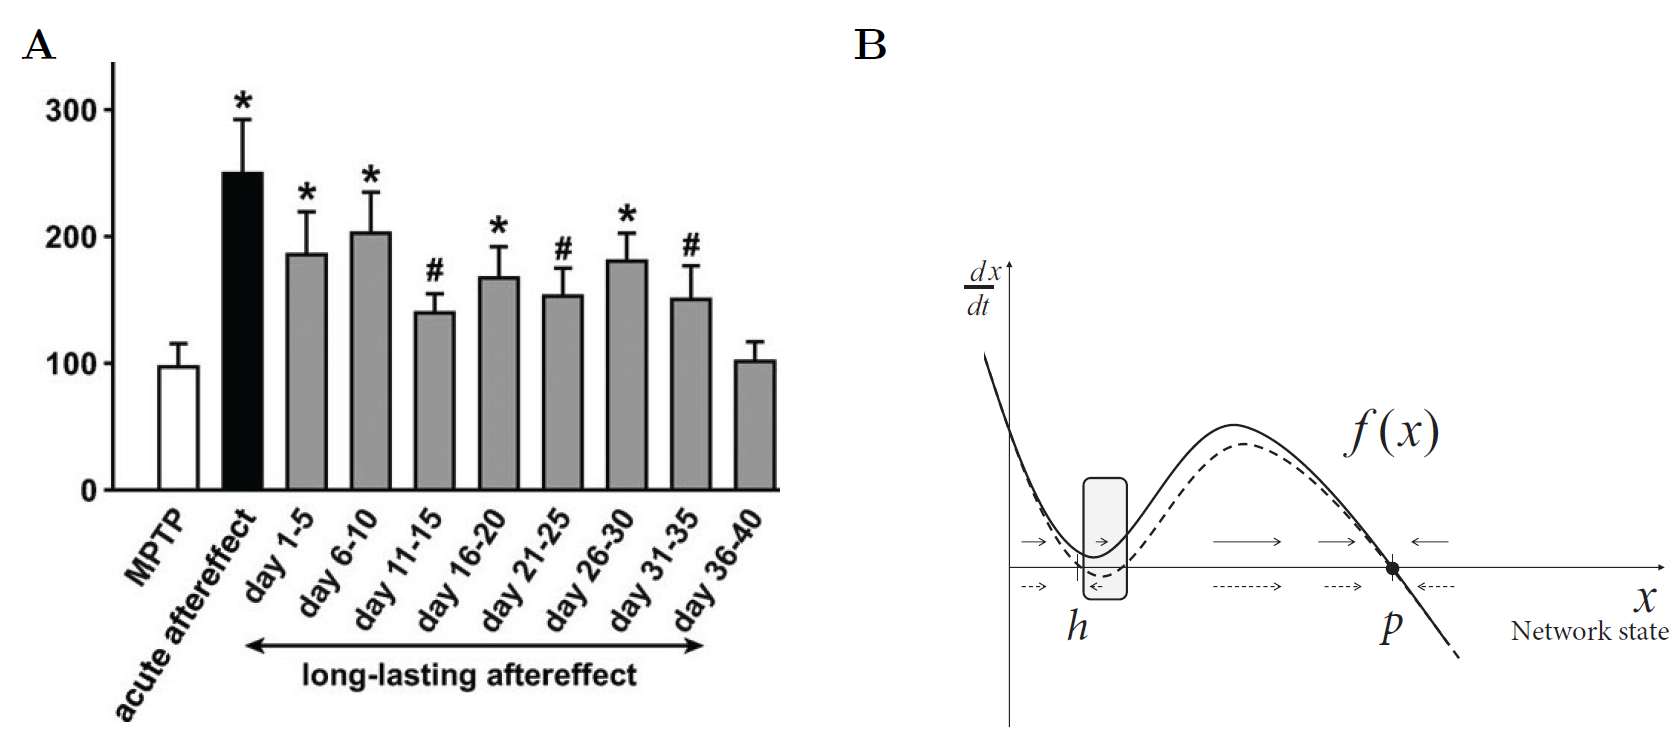 A
300
200
100
0
*
*
*
#
*
#
*
#
MPTP
acute aftereffect
day 1-5
day 6-10
day 11-15
day 16-20
day 21-25
day 26-30
day 31-35
day 36-40
long-lasting aftereffect
B
dx
dt
f(x)
h
p
x
Network state